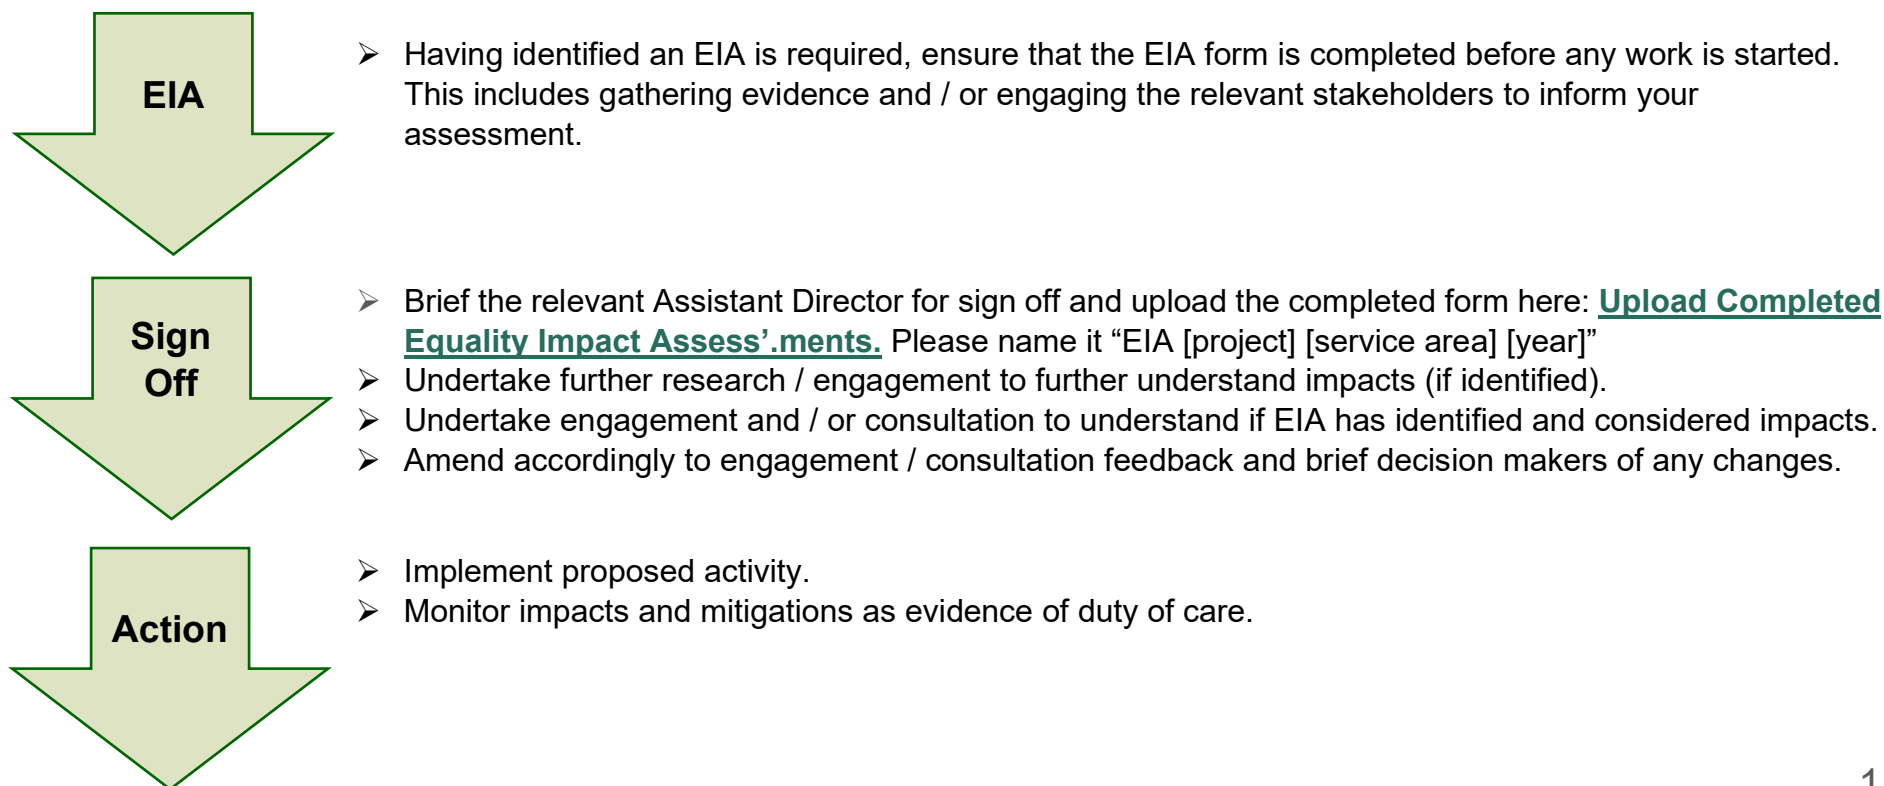 EIA
➢ Having identified an EIA is required, ensure that the EIA form is completed before any work is started.
This includes gathering evidence and / or engaging the relevant stakeholders to inform your
assessment.
Sign
Off
➢ Brief the relevant Assistant Director for sign off and upload the completed form here: Upload Completed
Equality Impact Assess’.ments. Please name it “EIA [project] [service area] [year]”
➢ Undertake further research / engagement to further understand impacts (if identified).
➢ Undertake engagement and / or consultation to understand if EIA has identified and considered impacts.
➢ Amend accordingly to engagement / consultation feedback and brief decision makers of any changes.
Action
➢ Implement proposed activity.
➢ Monitor impacts and mitigations as evidence of duty of care.
1